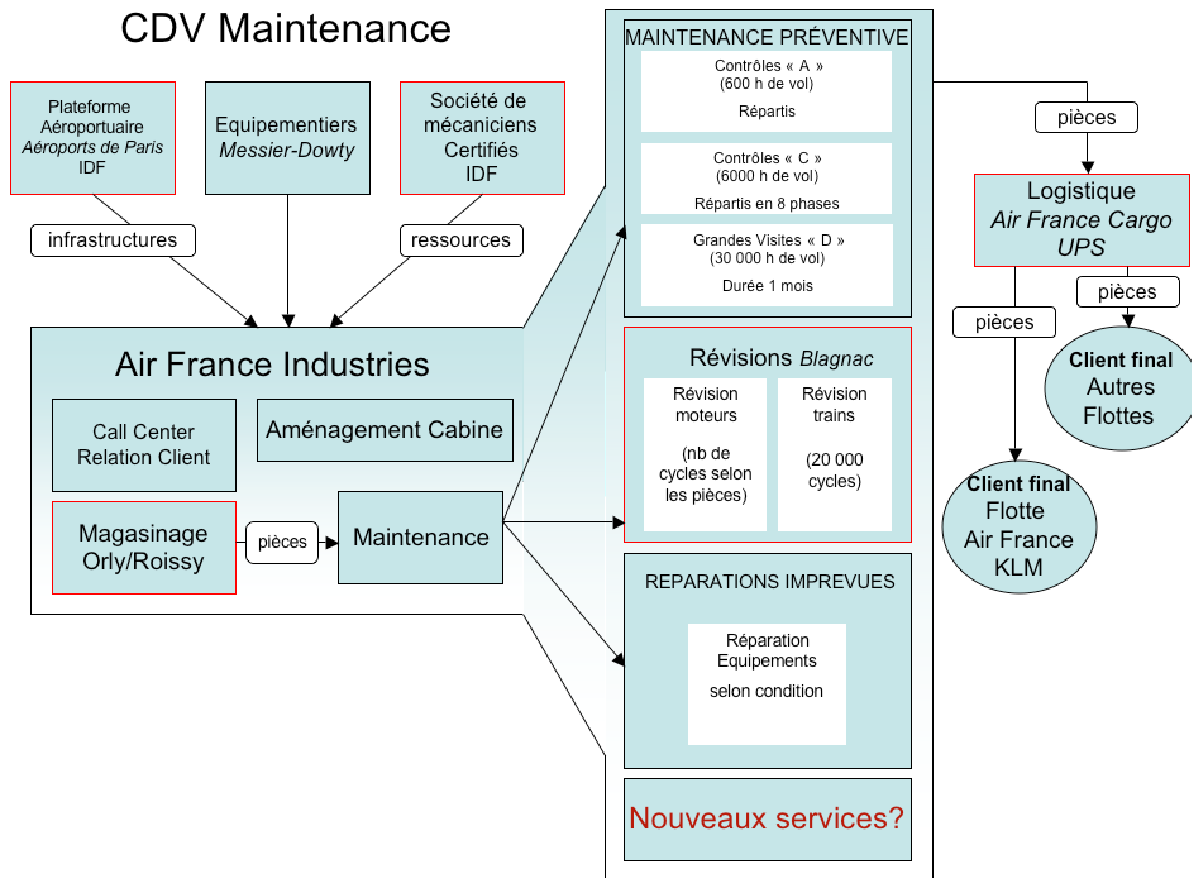 CDV Maintenance
Plateforme
Aéroportuaire
Aéroports de Paris
IDF
Equipementiers
Messier-Dowty
Société de
mécaniciens
Certifiés
IDF
infrastructures
ressources
Air France Industries
Call Center
Relation Client
Aménagement Cabine
Magasinage
Orly/Roissy
pièces
Maintenance
MAINTENANCE PRÉVENTIVE
Contrôles « A »
(600 h de vol)
Répartis
Contrôles « C »
(6000 h de vol)
Répartis en 8 phases
Grandes Visites « D »
(30 000 h de vol)
Durée 1 mois
Révisions Blagnac
Révision
moteurs
(nb de
cycles selon
les pièces)
Révision
trains
(20 000
cycles)
REPARATIONS IMPREVUES
Réparation
Equipements
selon condition
Nouveaux services?
pièces
Logistique
Air France Cargo
UPS
pièces
pièces
Client final
Autres
Flottes
Client final
Flotte
Air France
KLM